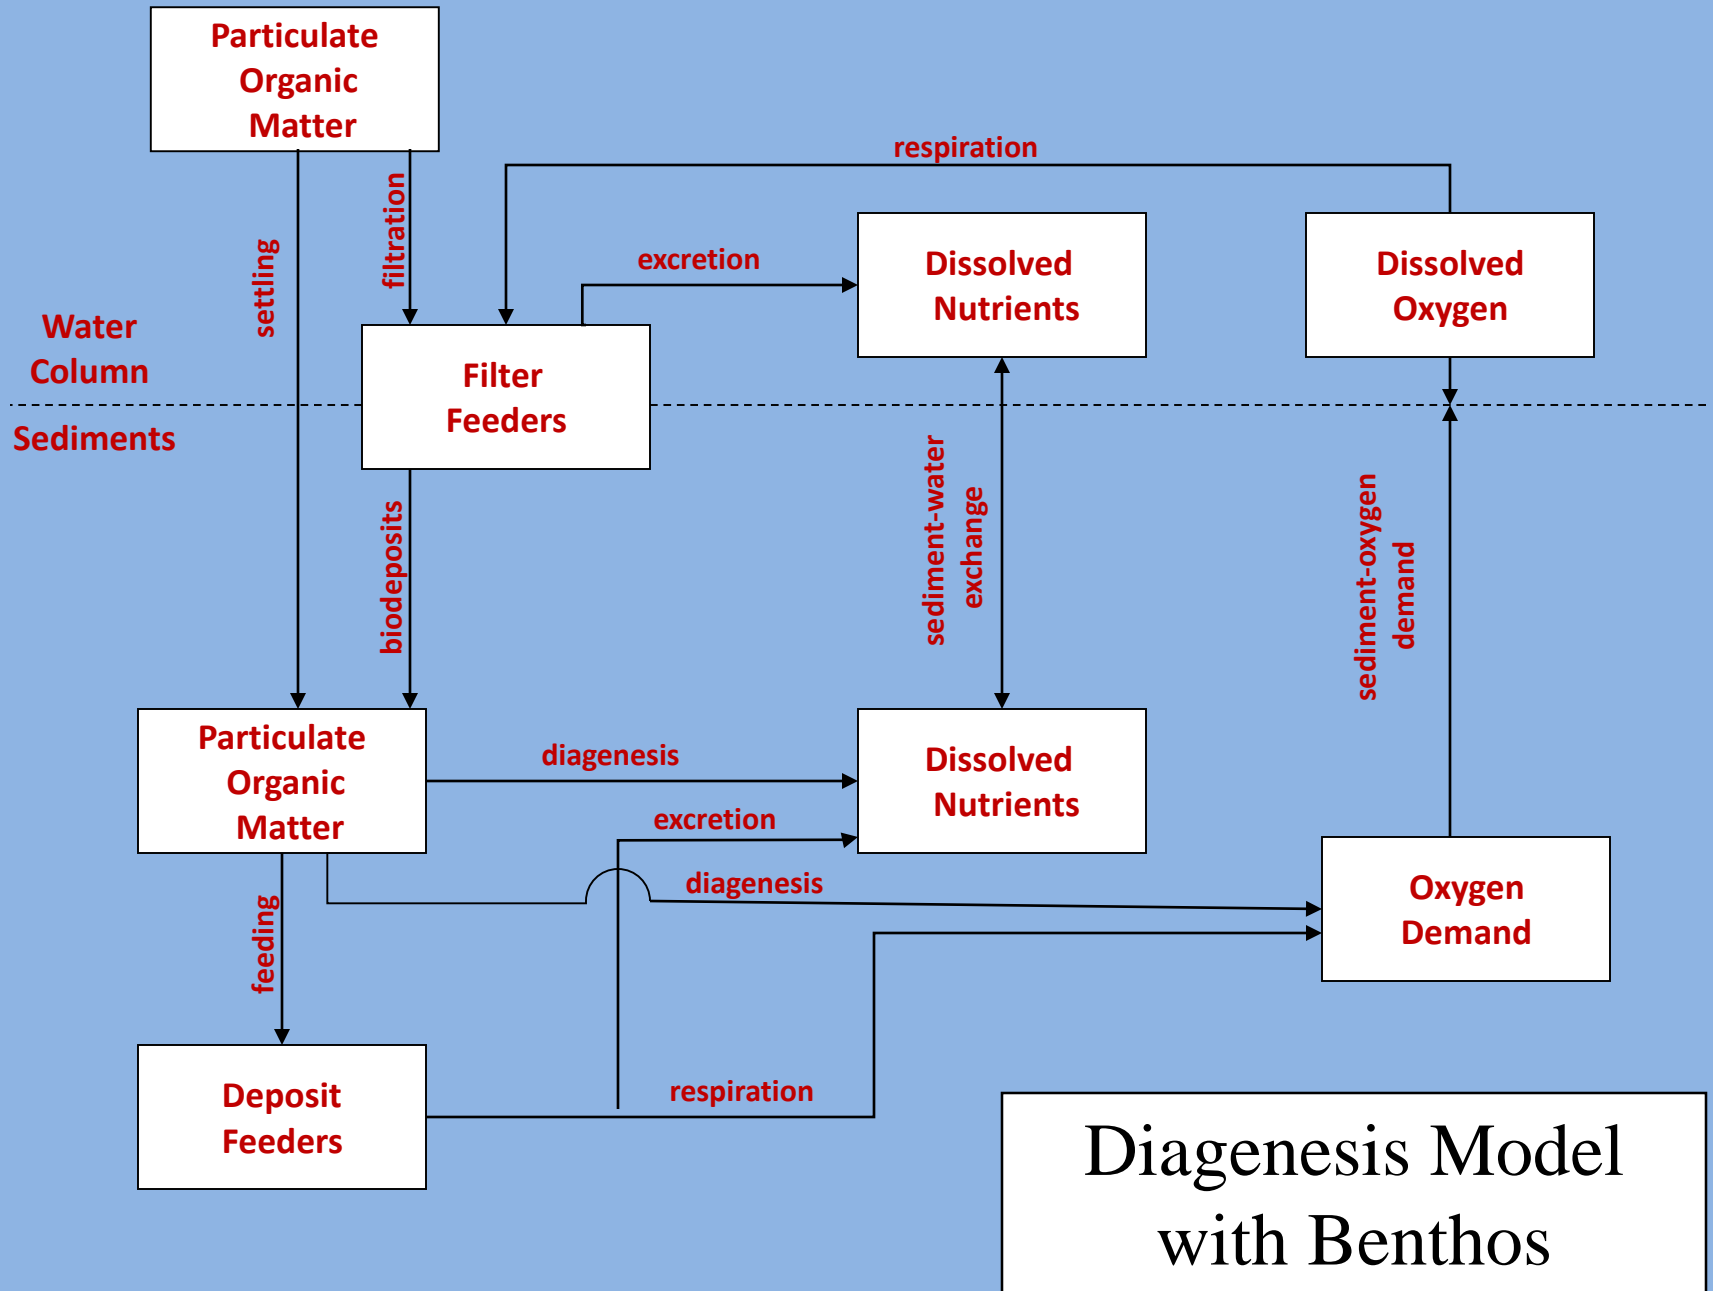 Particulate
Organic
Matter
respiration
filtration
settling
excretion
Dissolved
Nutrients
Dissolved
Oxygen
Water
Column
Filter
Feeders
Sediments
biodeposits
sediment-water
exchange
sediment-oxygen
demand
Particulate
Organic
Matter
diagenesis
Dissolved
Nutrients
excretion
diagenesis
Oxygen
Demand
feeding
Deposit
Feeders
respiration
Diagenesis Model
with Benthos